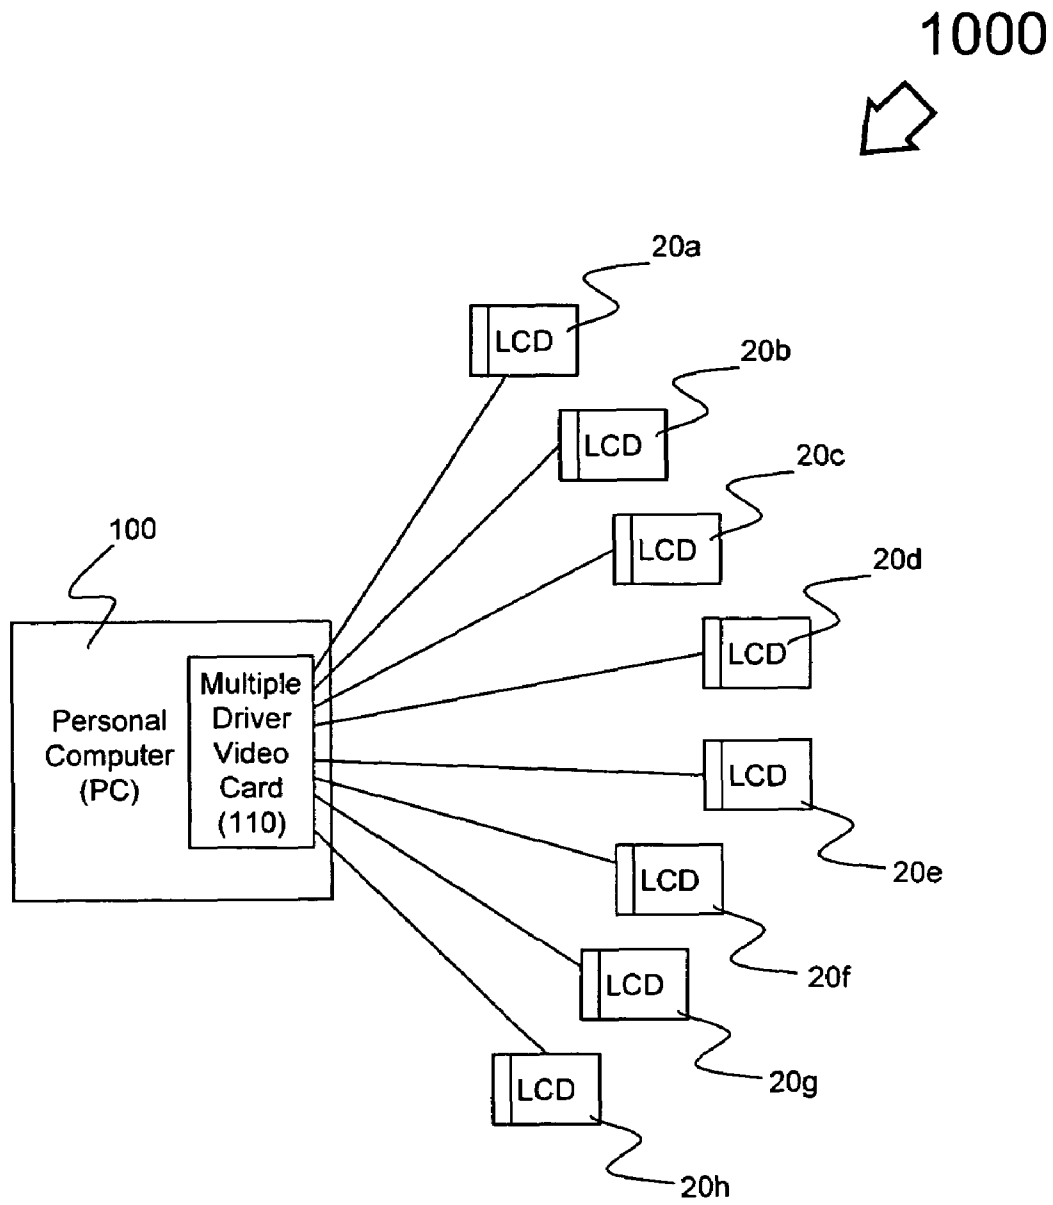 1000
20a
LCD
20b
LCD
20c
LCD
100
20d
LCD
Personal
Computer
(PC)
Multiple
Driver
Video
Card
(110)
LCD
20e
LCD
20f
LCD
20g
LCD
20h